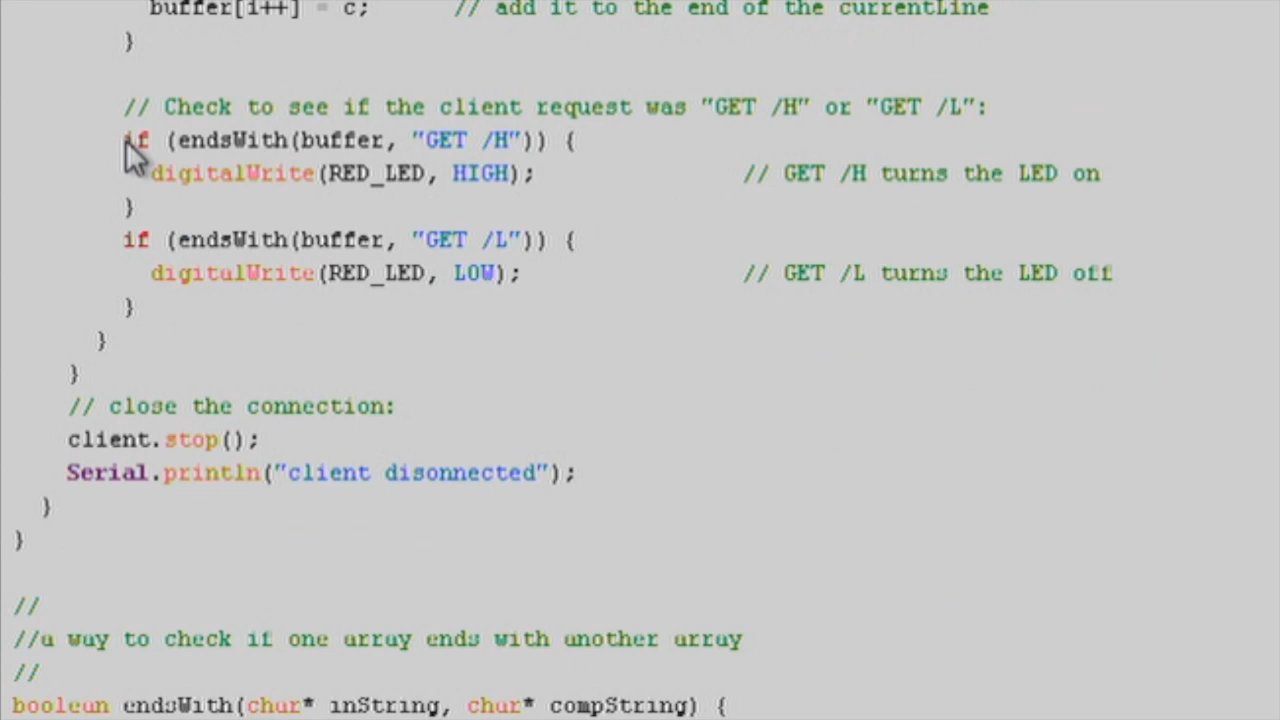 buffer[i++] = c; // add it to the end of the currentLine
}
// Check to see if the client request was "GET /H" or "GET /L":
if (endsWith(buffer, "GET /H")) {
digitalWrite(RED_LED, HIGH); // GET /H turns the LED on
}
if (endsWith(buffer, "GET /L")) {
digitalWrite(RED_LED, LOW); // GET /L turns the LED off
}
}
}
// close the connection:
client.stop();
Serial.println("client disonnected");
}
}
//
//a way to check if one array ends with another array
//
boolean endsWith(char* inString, char* compString) {